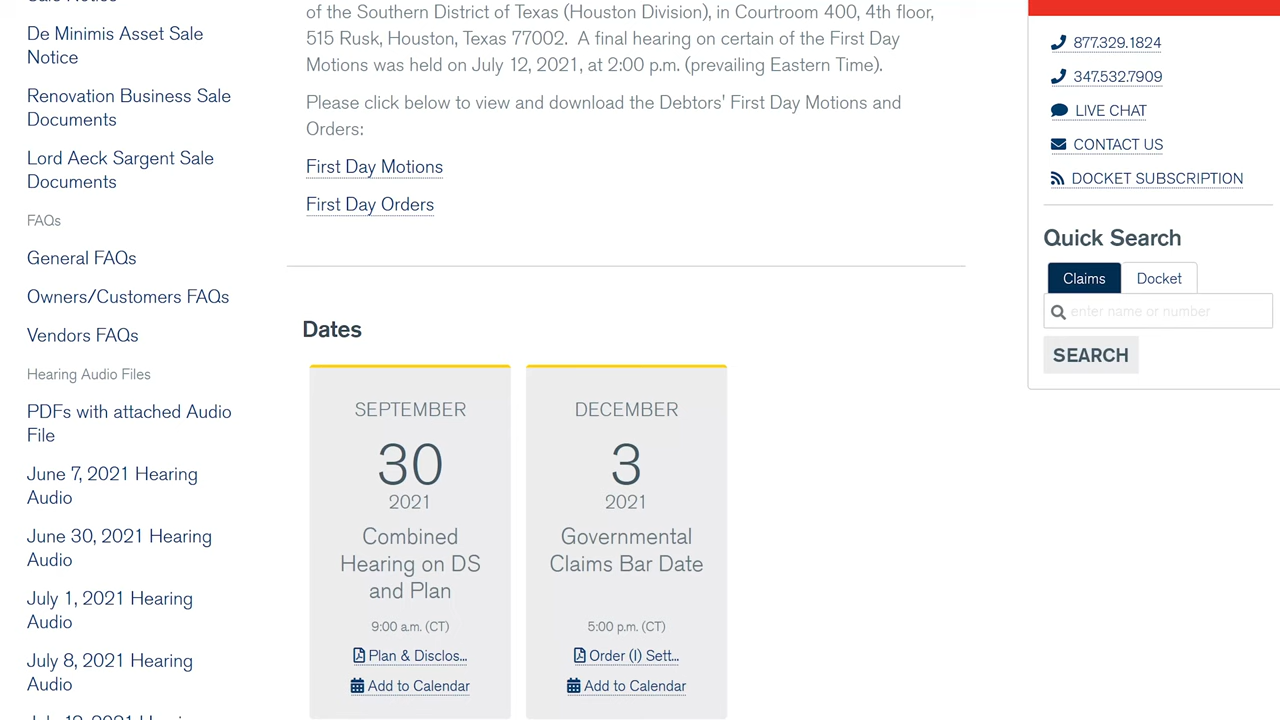 De Minimis Asset Sale
Notice
Renovation Business Sale
Documents
Lord Aeck Sargent Sale
Documents
FAQs
General FAQs
Owners/Customers FAQs
Vendors FAQs
Hearing Audio Files
PDFs with attached Audio
File
June 7, 2021 Hearing
Audio
June 30, 2021 Hearing
Audio
July 1, 2021 Hearing
Audio
July 8, 2021 Hearing
Audio
of the Southern District of Texas (Houston Division), in Courtroom 400, 4th floor,
515 Rusk, Houston, Texas 77002. A final hearing on certain of the First Day
Motions was held on July 12, 2021, at 2:00 p.m. (prevailing Eastern Time).
Please click below to view and download the Debtors' First Day Motions and
Orders:
First Day Motions
First Day Orders
Dates
SEPTEMBER
30
2021
Combined
Hearing on DS
and Plan
9:00 a.m. (CT)
Plan & Disclos...
Add to Calendar
DECEMBER
3
2021
Governmental
Claims Bar Date
5:00 p.m. (CT)
Order (I) Sett...
Add to Calendar
877.329.1824
347.532.7909
LIVE CHAT
CONTACT US
DOCKET SUBSCRIPTION
Quick Search
Claims Docket
enter name or number
SEARCH